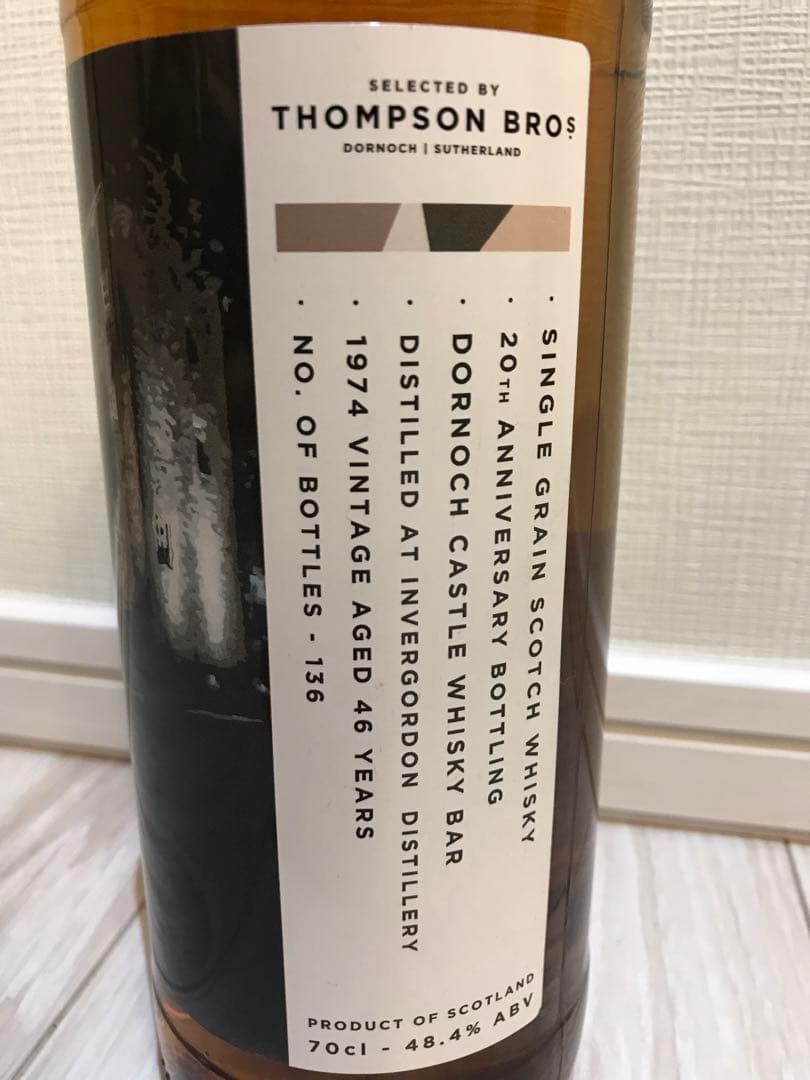 SELECTED BY
THOMPSON BROS
DORNOCH | SUTHERLAND
• SINGLE GRAIN SCOTCH WHISKY
• 20TH ANNIVERSARY BOTTLING
• DORNOCH CASTLE WHISKY BAR
• DISTILLED AT INVERGORDON DISTILLERY
• 1974 VINTAGE AGED 46 YEARS
• NO. OF BOTTLES - 136
PRODUCT OF SCOTLAND
70cl - 48.4% ABV